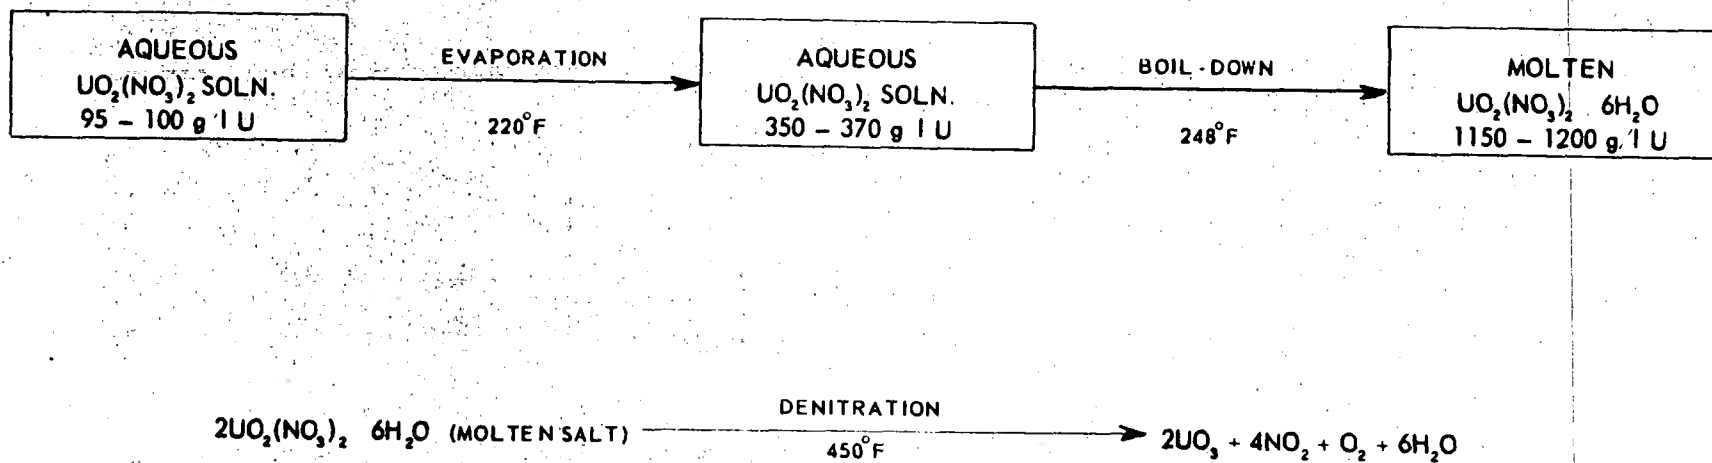 AQUEOUS
UO₂(NO₃)₂ SOLN.
95 – 100 g/l U
EVAPORATION
220°F
AQUEOUS
UO₂(NO₃)₂ SOLN.
350 – 370 g l U
BOIL-DOWN
248°F
MOLTEN
UO₂(NO₃)₂ 6H₂O
1150 – 1200 g/l U
2UO₂(NO₃)₂ 6H₂O (MOLTEN SALT)
DENITRATION
450°F
2UO₃ + 4NO₂ + O₂ + 6H₂O